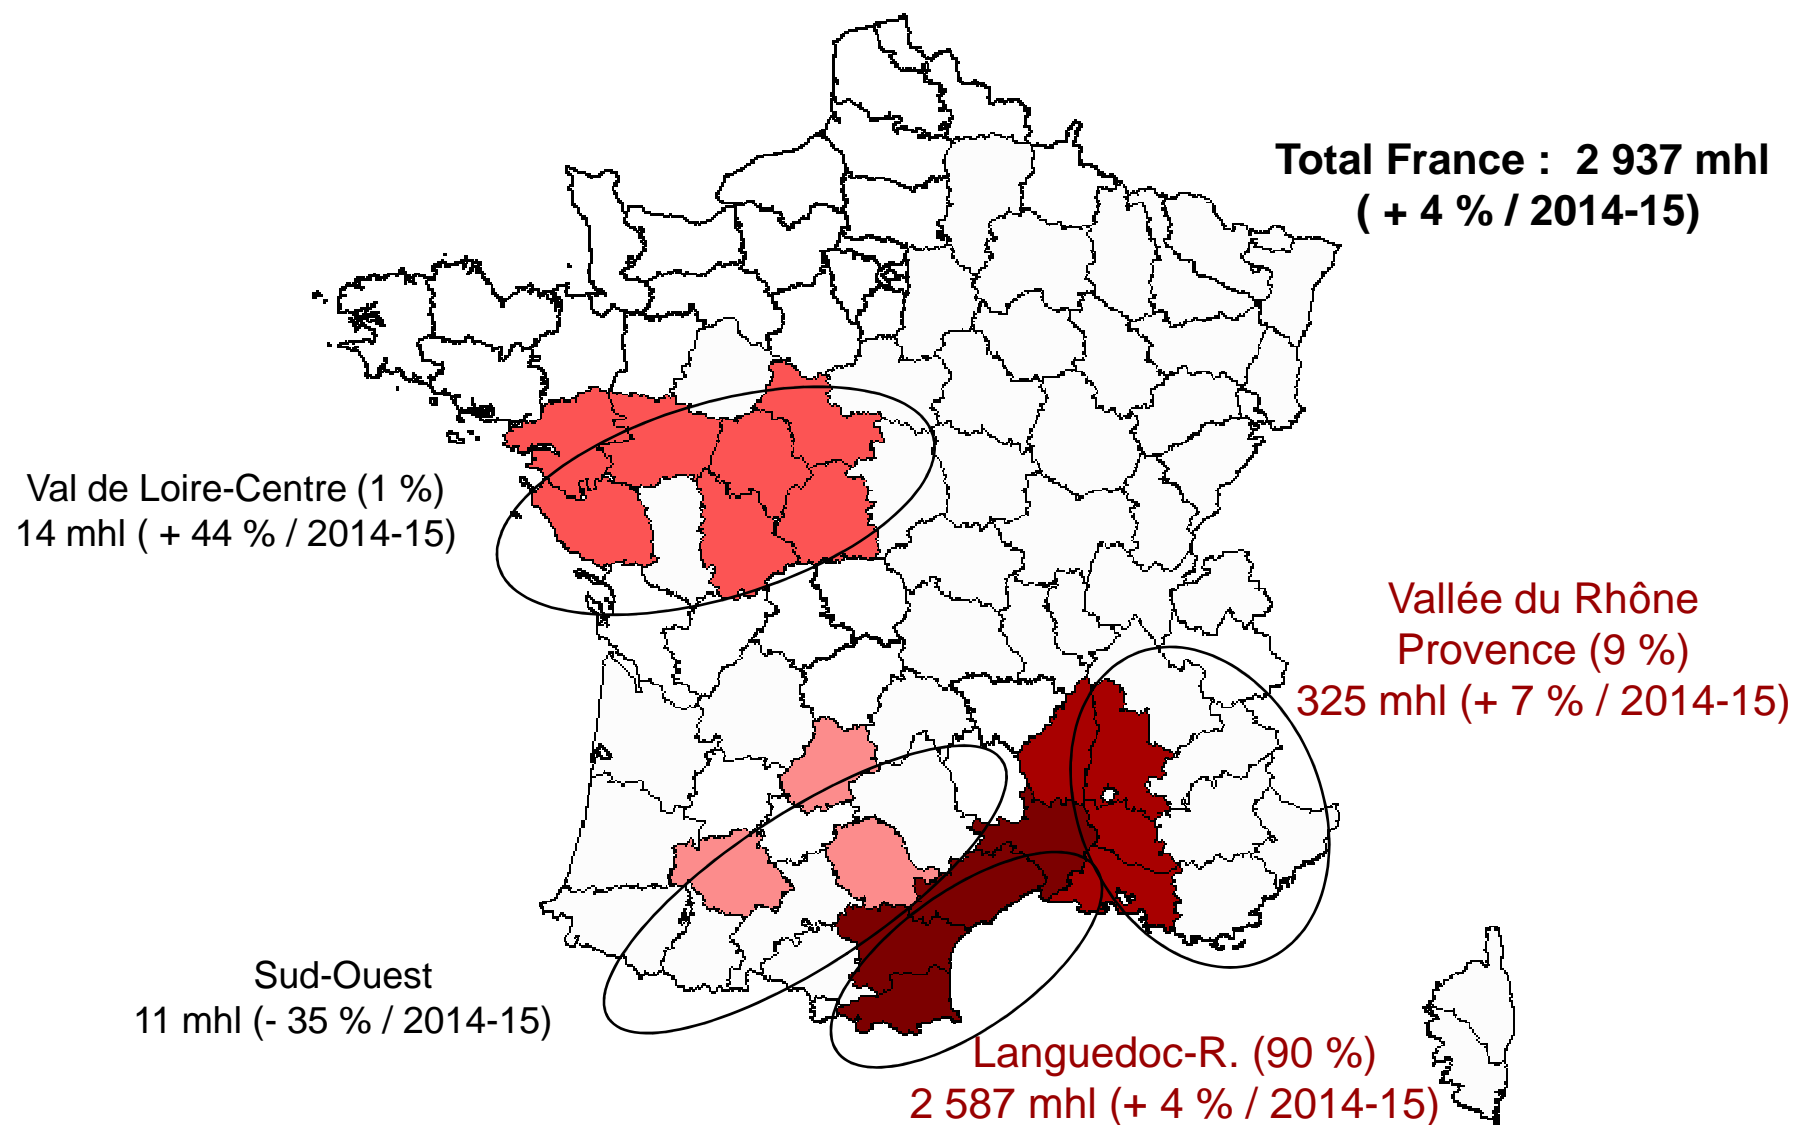 Total France : 2 937 mhl
( + 4 % / 2014-15)
Val de Loire-Centre (1 %)
14 mhl ( + 44 % / 2014-15)
Vallée du Rhône
Provence (9 %)
325 mhl (+ 7 % / 2014-15)
Sud-Ouest
11 mhl (- 35 % / 2014-15)
Languedoc-R. (90 %)
2 587 mhl (+ 4 % / 2014-15)